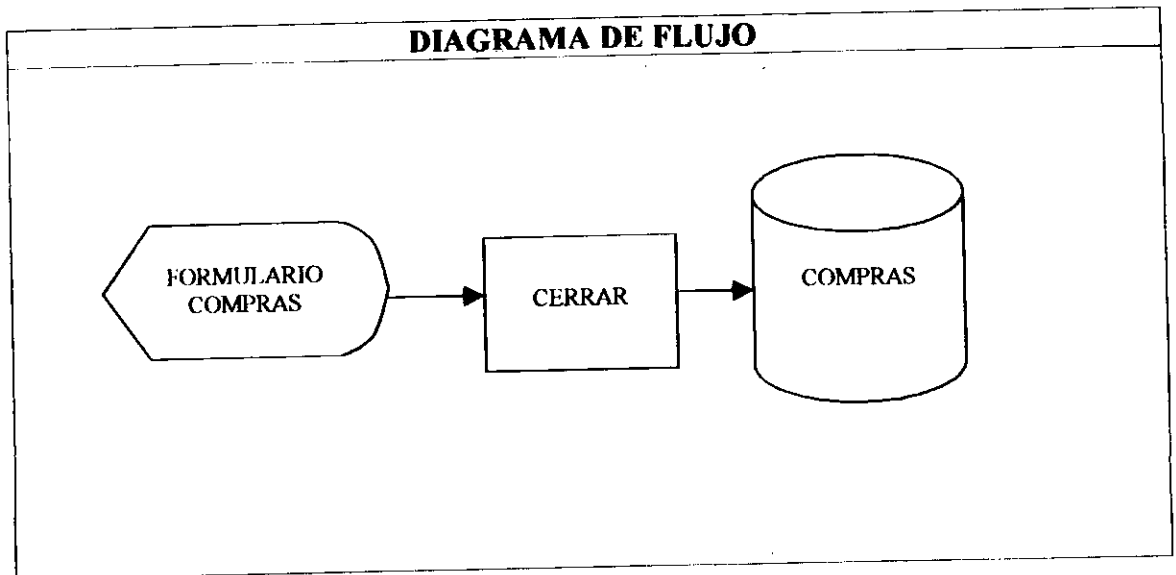 DIAGRAMA DE FLUJO
FORMULARIO
COMPRAS
CERRAR
COMPRAS